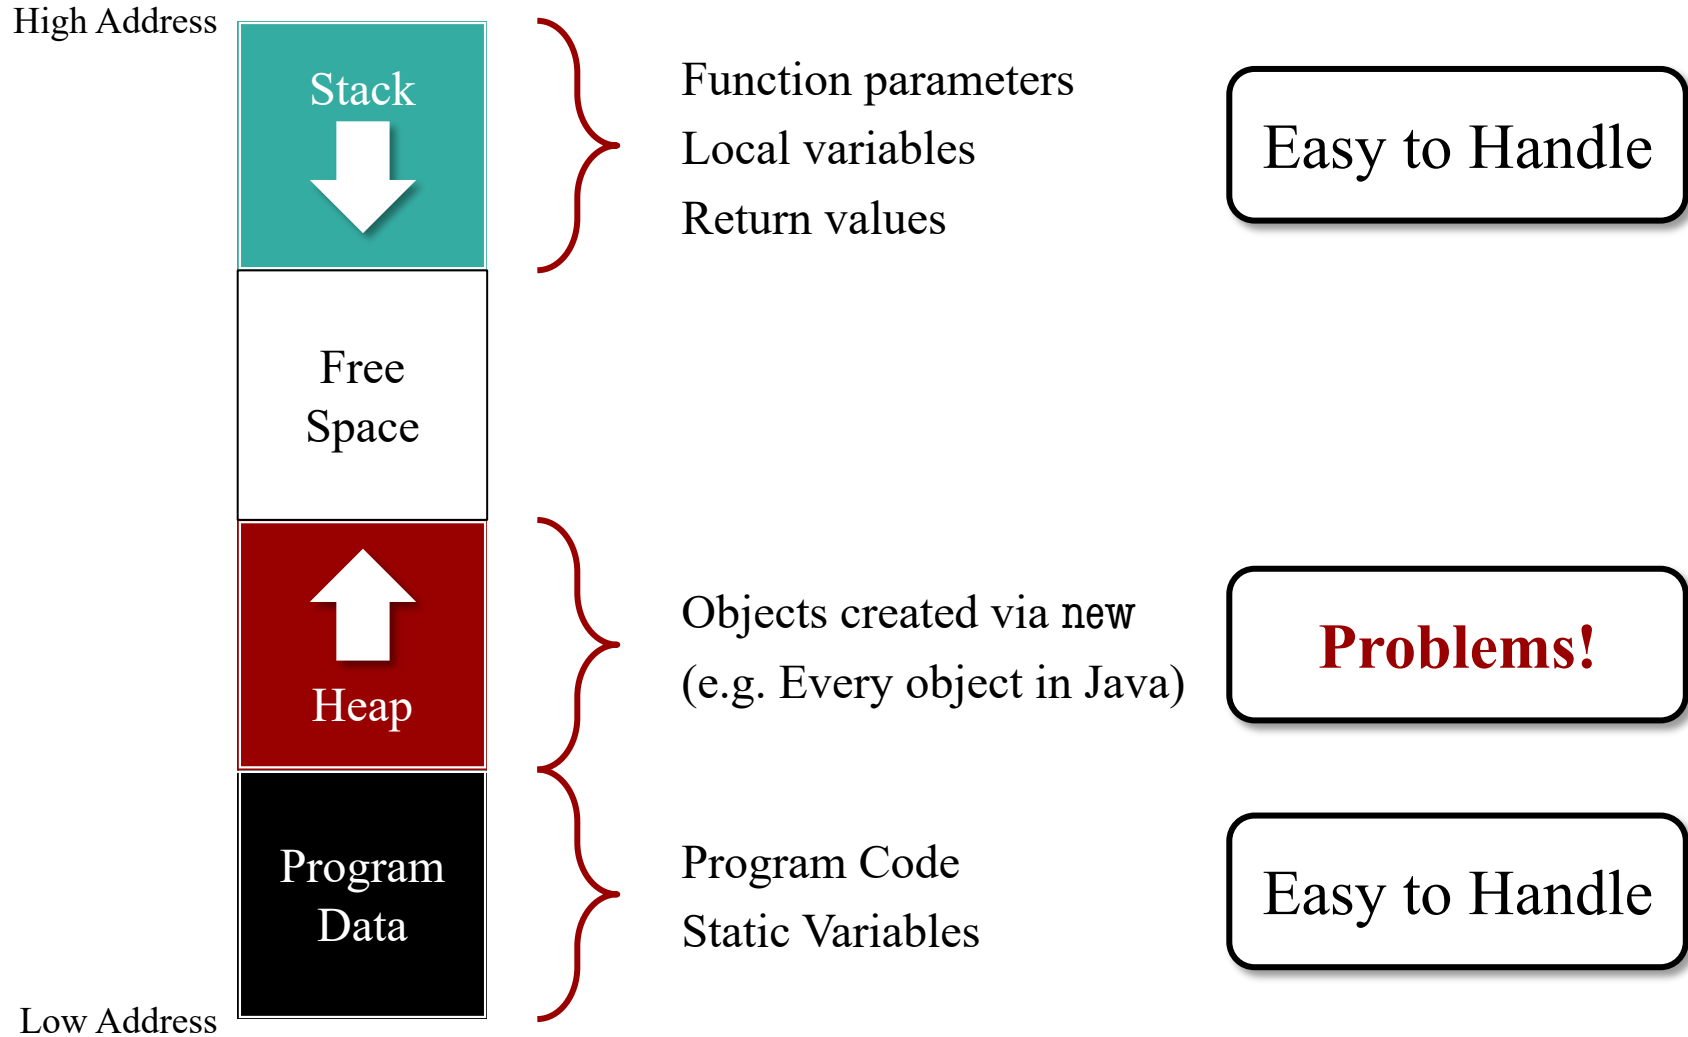 High Address
Stack
Function parameters
Local variables
Return values
Easy to Handle
Free
Space
Heap
Objects created via new
(e.g. Every object in Java)
Problems!
Program
Data
Program Code
Static Variables
Easy to Handle
Low Address